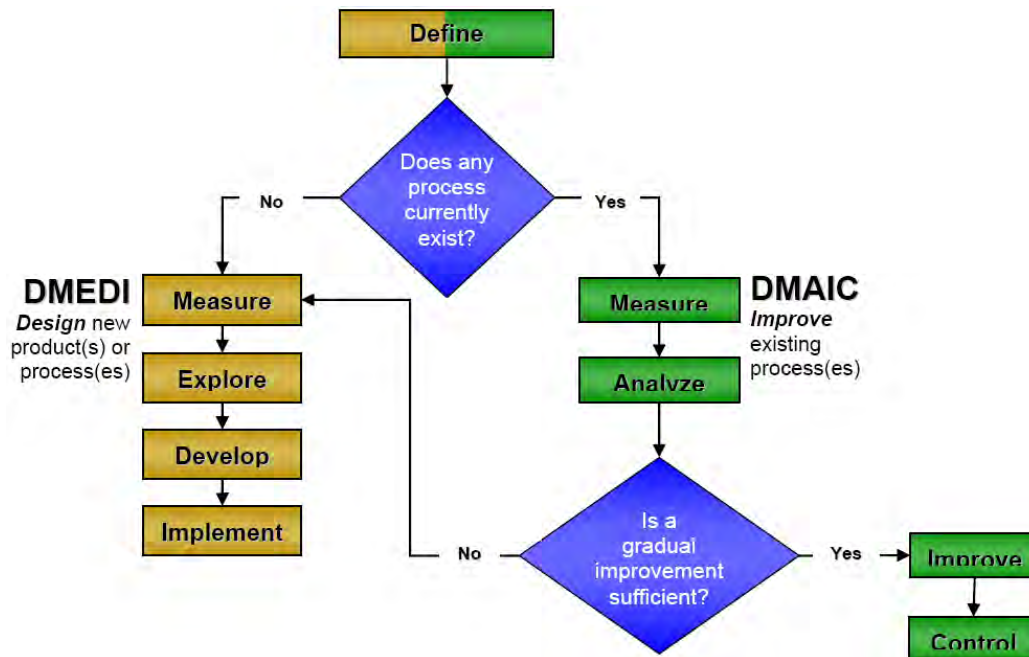 Define
Does any
process
currently
exist?
No
Yes
DMEDI
Design new
product(s) or
process(es)
Measure
Explore
Develop
Implement
Measure
Analyze
DMAIC
Improve
existing
process(es)
Is a
gradual
improvement
sufficient?
No
Yes
Improve
Control